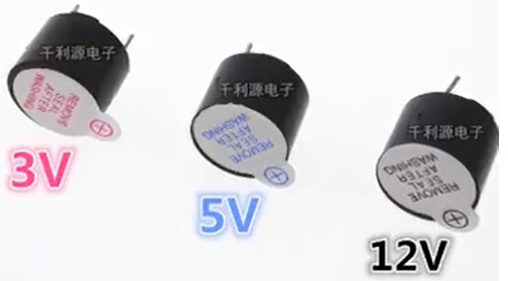 千利源电子
REMOVE
SEAL
AFTER
WASHING
3V
千利源电子
REMOVE
SEAL
AFTER
WASHING
5V
千利源电子
REMOVE
SEAL
AFTER
WASHING
12V